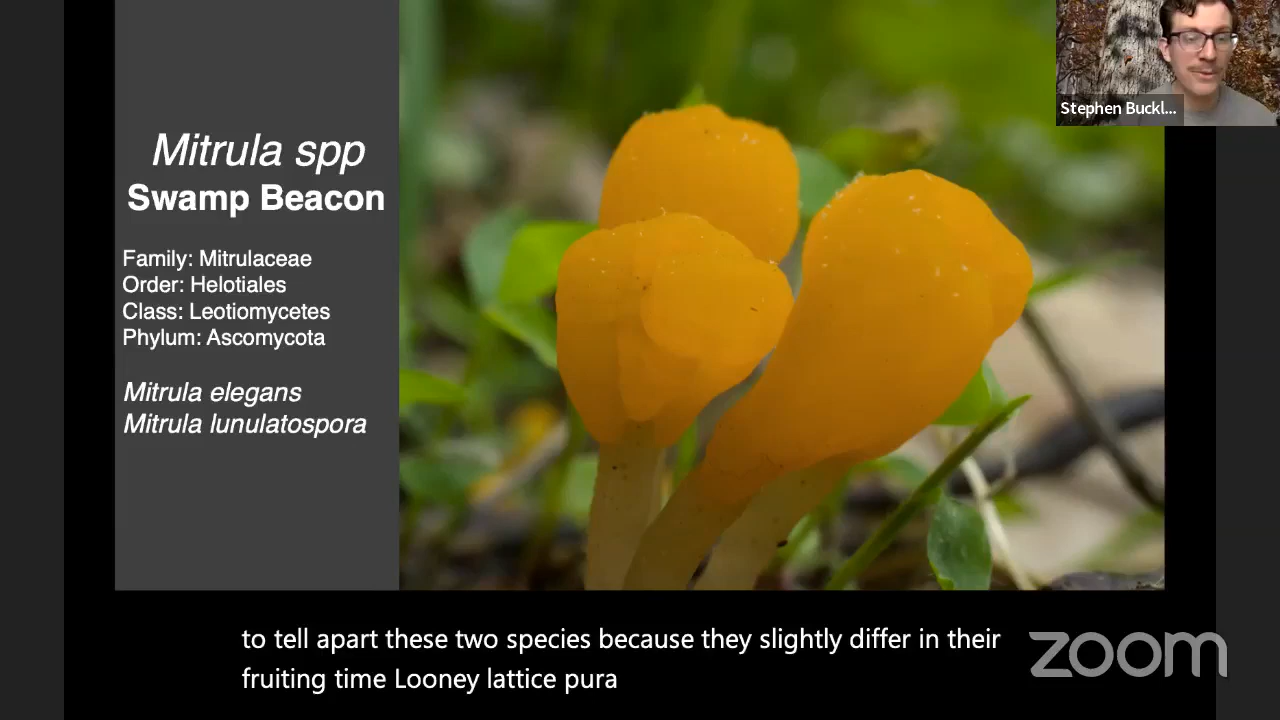 Mitrula spp
Swamp Beacon
Family: Mitrulaceae
Order: Helotiales
Class: Leotiomycetes
Phylum: Ascomycota
Mitrula elegans
Mitrula lunulatospora
Stephen Buckl...
to tell apart these two species because they slightly differ in their
fruiting time Looney lattice pura
zoom